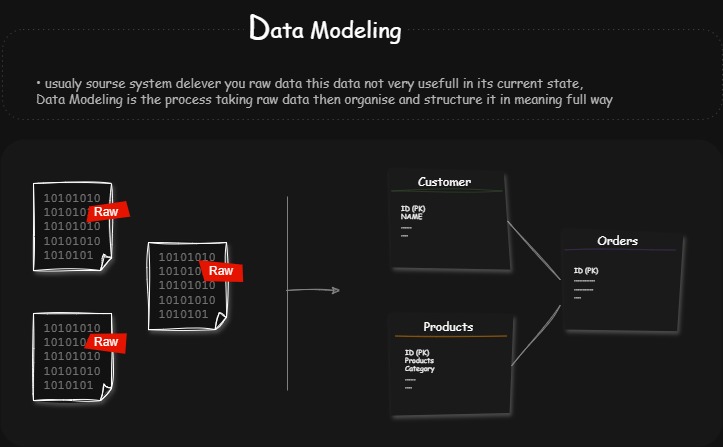 Data Modeling
• usualy sourse system delever you raw data this data not very usefull in its current state,
Data Modeling is the process taking raw data then organise and structure it in meaning full way
10101010
10101010
10101010
10101010
1010101
Raw
10101010
10101010
10101010
10101010
1010101
Raw
10101010
10101010
10101010
10101010
1010101
Raw
Customer
ID (PK)
NAME
Orders
ID (PK)
Products
ID (PK)
Products
Category